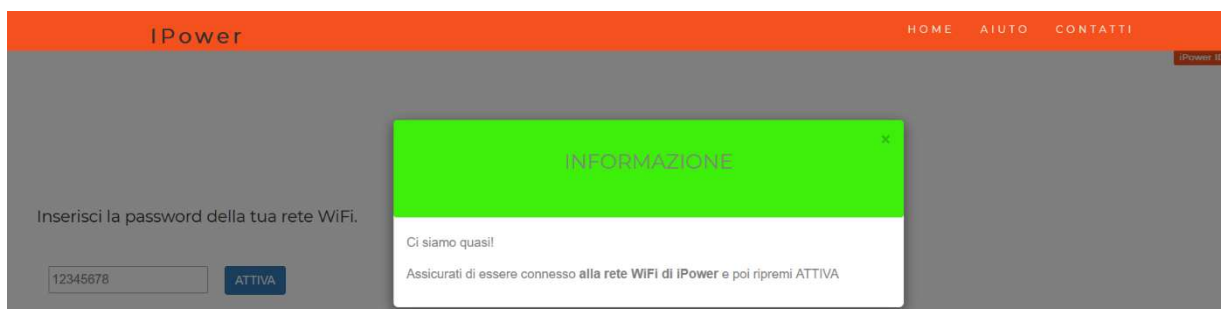 IPower
HOME AIUTO CONTATTI
iPower
INFORMAZIONE
×
Inserisci la password della tua rete WiFi.
12345678
ATTIVA
Ci siamo quasi!
Assicurati di essere connesso alla rete WiFi di iPower e poi ripremi ATTIVA